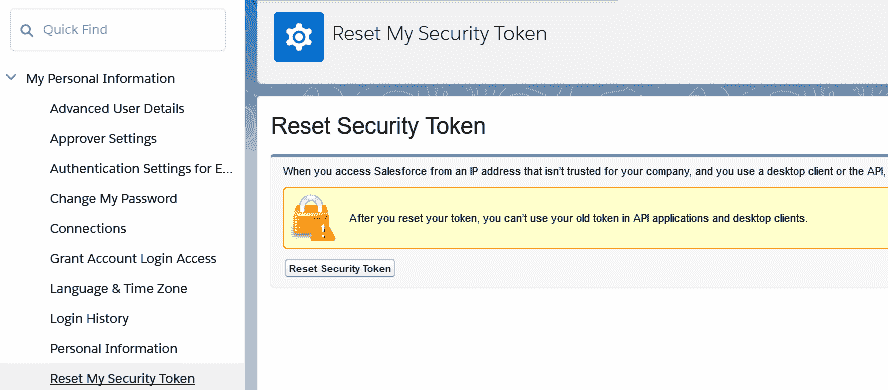 Quick Find
My Personal Information
Advanced User Details
Approver Settings
Authentication Settings for E...
Change My Password
Connections
Grant Account Login Access
Language & Time Zone
Login History
Personal Information
Reset My Security Token
Reset My Security Token
Reset Security Token
When you access Salesforce from an IP address that isn't trusted for your company, and you use a desktop client or the API,
After you reset your token, you can't use your old token in API applications and desktop clients.
Reset Security Token